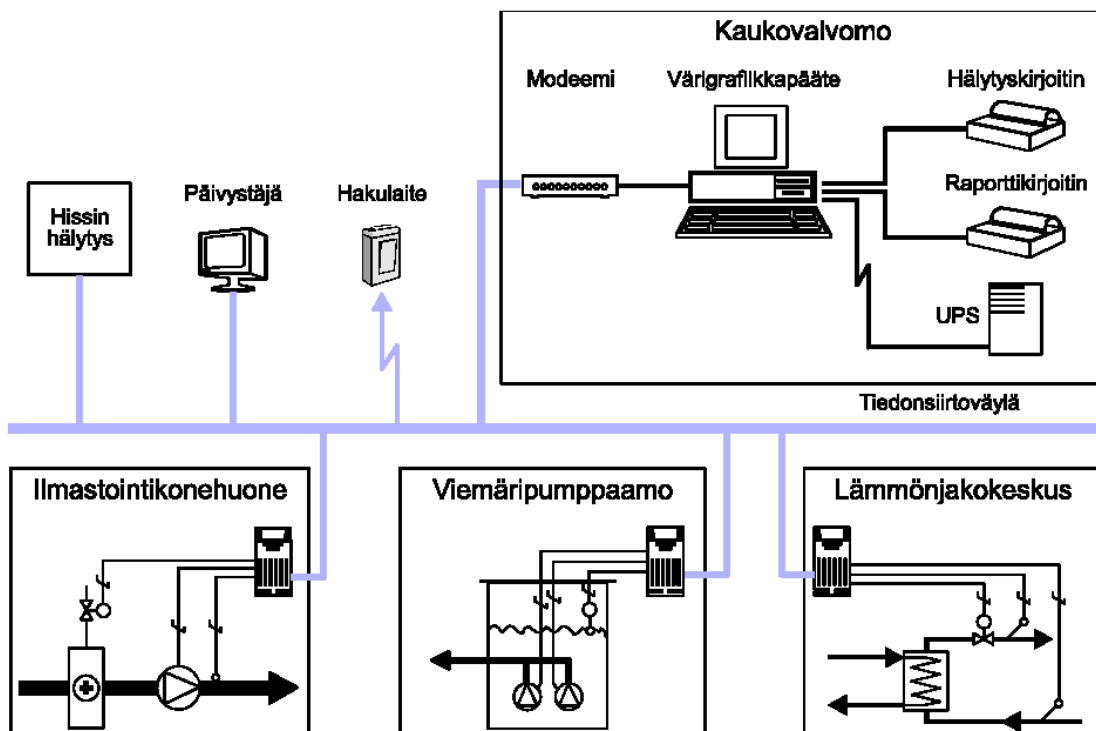 Kaukovalvomo
Modeemi
Värigrafiikkapääte
Hälytyskirjoitin
Raporttikirjoitin
UPS
Hissin
hälytys
Päivystäjä
Hakulaite
Tiedonsiirtoväylä
Ilmastointikonehuone
Viemäripumppaamo
Lämmönjakokeskus